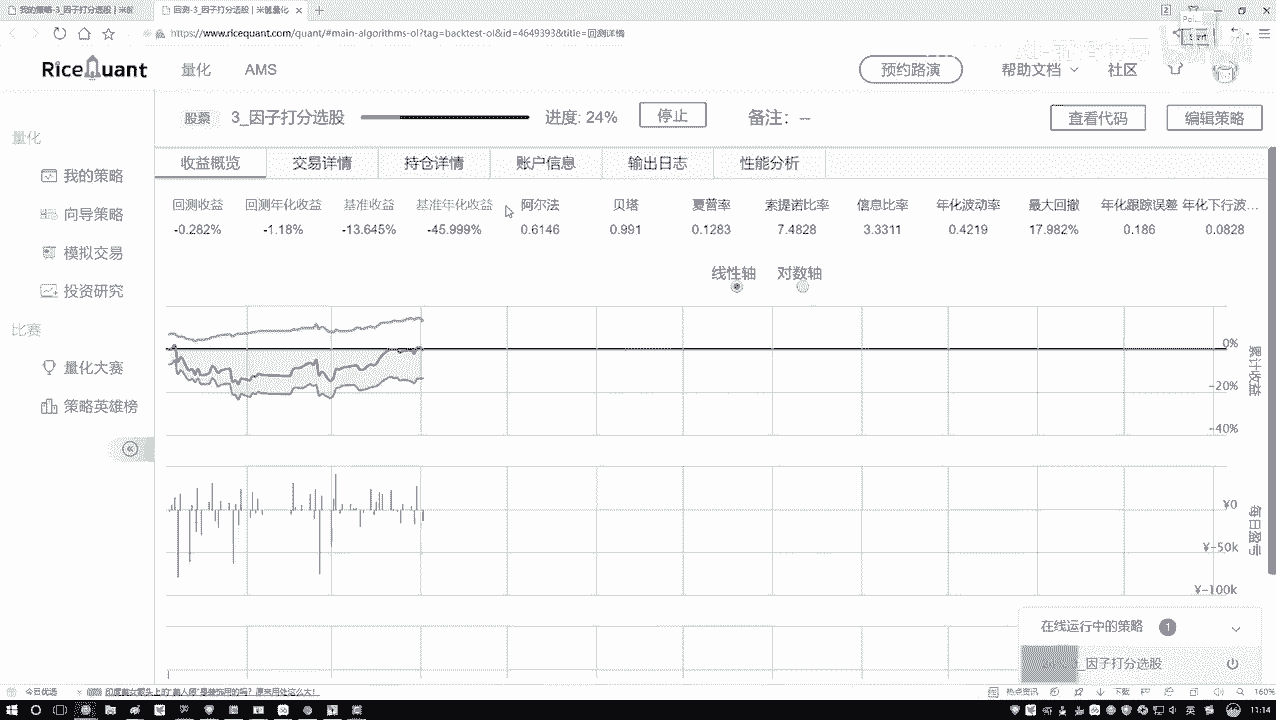 我的策略-3_因子打分选股 | 米
回测-3_因子打分选股 | 米筐量化
https://www.ricequant.com/quant/#main-algorithms-ol?tag=backtest-ol&id=4649393&title=回测详情
RiceQuant 量化 AMS 预约路演 帮助文档 社区
股票 3_因子打分选股 进度: 24% 停止 备注: -- 查看代码 编辑策略
量化
我的策略
向导策略
模拟交易
投资研究
比赛
量化大赛
策略英雄榜
收益概览 交易详情 持仓详情 账户信息 输出日志 性能分析
回测收益 回测年化收益 基准收益 基准年化收益 阿尔法 贝塔 夏普率 索提诺比率 信息比率 年化波动率 最大回撤 年化跟踪误差 年化下行波...
-0.282% -1.18% -13.645% -45.999% 0.6146 0.991 0.1283 7.4828 3.3311 0.4219 17.982% 0.186 0.0828
线性轴 对数轴
0%
-20%
-40%
累计收益
¥0
¥-50k
¥-100k
每日盈亏
在线运行中的策略 1
_因子打分选股
今日优选
热点资讯 下载 160%
英 11:14